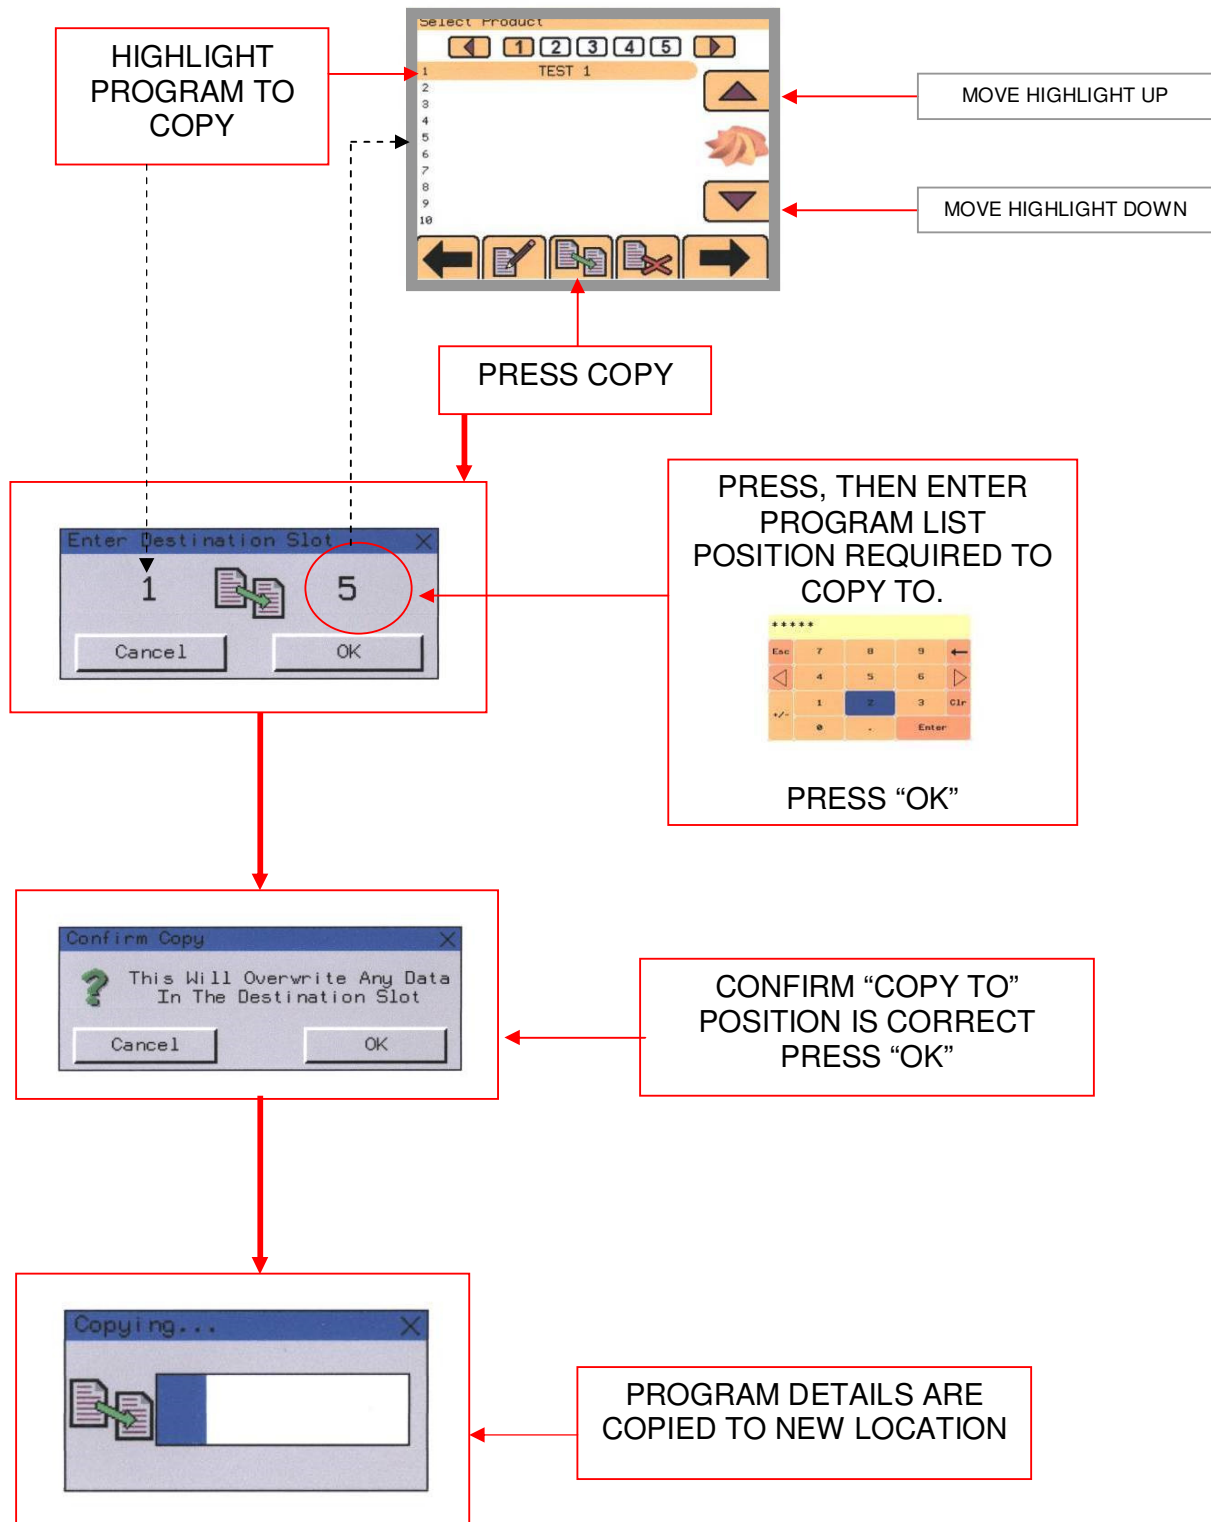 Select Product
1 2 3 4 5
HIGHLIGHT
PROGRAM TO
COPY
1 TEST 1
2
3
4
5
6
7
8
9
10
MOVE HIGHLIGHT UP
MOVE HIGHLIGHT DOWN
PRESS COPY
Enter Destination Slot
1 5
Cancel OK
PRESS, THEN ENTER
PROGRAM LIST
POSITION REQUIRED TO
COPY TO.
*****
Esc 7 8 9
4 5 6
+/- 1 2 3 Clr
0 . Enter
PRESS “OK”
Confirm Copy
This Will Overwrite Any Data
In The Destination Slot
Cancel OK
CONFIRM “COPY TO”
POSITION IS CORRECT
PRESS “OK”
Copying...
PROGRAM DETAILS ARE
COPIED TO NEW LOCATION